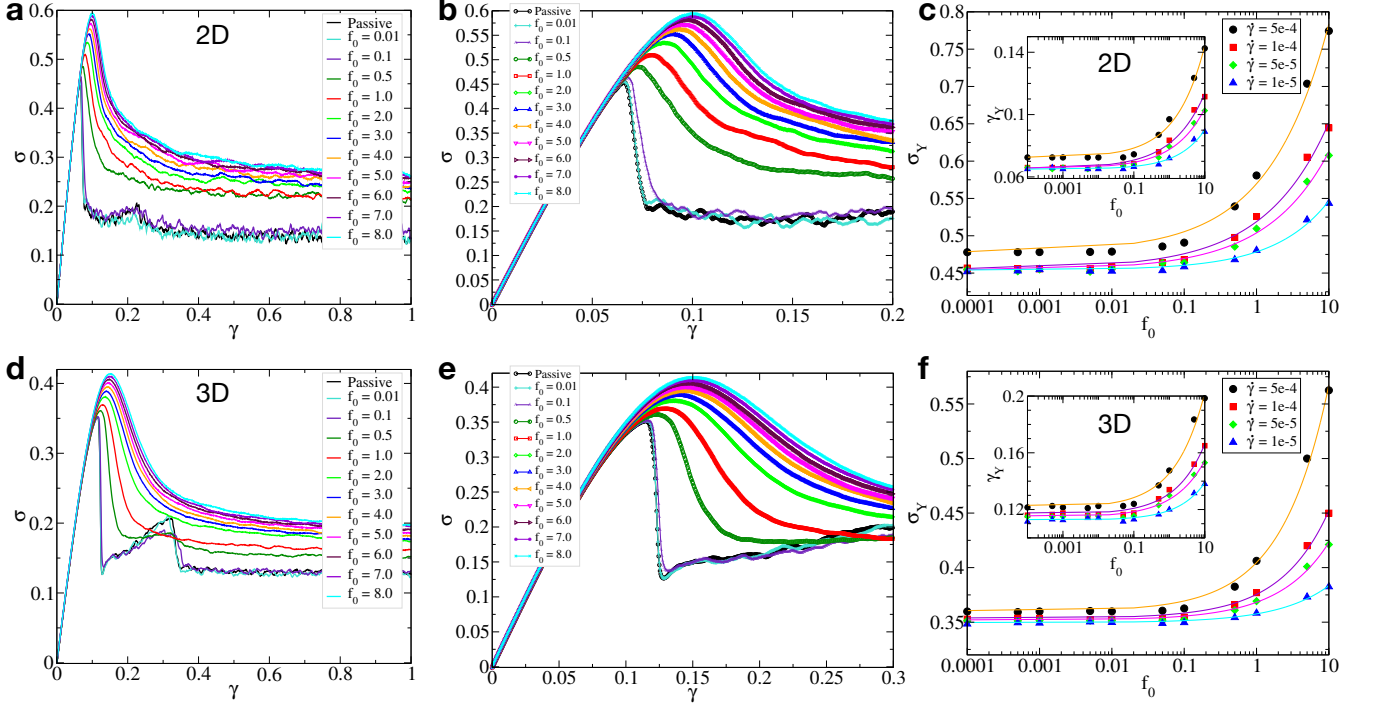 a
2D
σ
0.6
0.5
0.4
0.3
0.2
0.1
0
0
0.2
0.4
0.6
0.8
1
γ
Passive
f0 = 0.01
0.1
0.5
1.0
2.0
3.0
4.0
5.0
6.0
7.0
f0 = 8.0
b
σ
0.6
0.5
0.4
0.3
0.2
0.1
0
0
0.05
0.1
0.15
0.2
γ
Passive
f0 = 0.01
f0 = 0.1
f0 = 0.5
f0 = 1.0
f0 = 2.0
f0 = 3.0
f0 = 4.0
f0 = 5.0
f0 = 6.0
f0 = 7.0
f0 = 8.0
c
σY
0.8
0.75
0.7
0.65
0.6
0.55
0.5
0.45
0.0001
0.001
0.01
0.1
1
10
f0
2D
γY
0.14
0.1
0.06
0.001
0.1
10
f0
γ̇ = 5e-4
γ̇ = 1e-4
γ̇ = 5e-5
γ̇ = 1e-5
d
3D
σ
0.4
0.3
0.2
0.1
0
0
0.2
0.4
0.6
0.8
1
γ
Passive
f0 = 0.01
f0 = 0.1
f0 = 0.5
f0 = 1.0
f0 = 2.0
f0 = 3.0
f0 = 4.0
f0 = 5.0
f0 = 6.0
f0 = 7.0
f0 = 8.0
e
σ
0.4
0.35
0.3
0.25
0.2
0.15
0.1
0.05
0
0
0.05
0.1
0.15
0.2
0.25
0.3
γ
Passive
f0 = 0.01
f0 = 0.1
f0 = 0.5
f0 = 1.0
f0 = 2.0
f0 = 3.0
f0 = 4.0
f0 = 5.0
f0 = 6.0
f0 = 7.0
f0 = 8.0
f
σY
0.55
0.5
0.45
0.4
0.35
0.0001
0.001
0.01
0.1
1
10
f0
3D
γY
0.2
0.16
0.12
0.001
0.1
10
f0
γ̇ = 5e-4
γ̇ = 1e-4
γ̇ = 5e-5
γ̇ = 1e-5